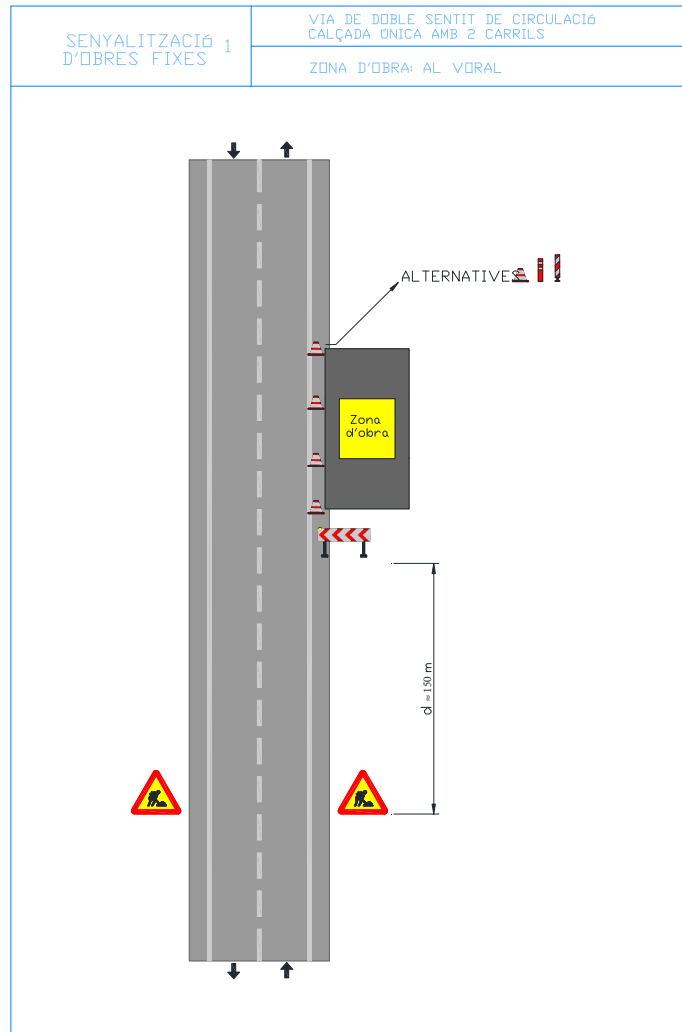 SENYALITZACIó 1
D'OBRES FIXES
VIA DE DOBLE SENTIT DE CIRCULACIó
CALÇADA ÚNICA AMB 2 CARRILS
ZONA D'OBRA: AL VORAL
ALTERNATIVES
Zona
d'obra
d ≈ 150 m